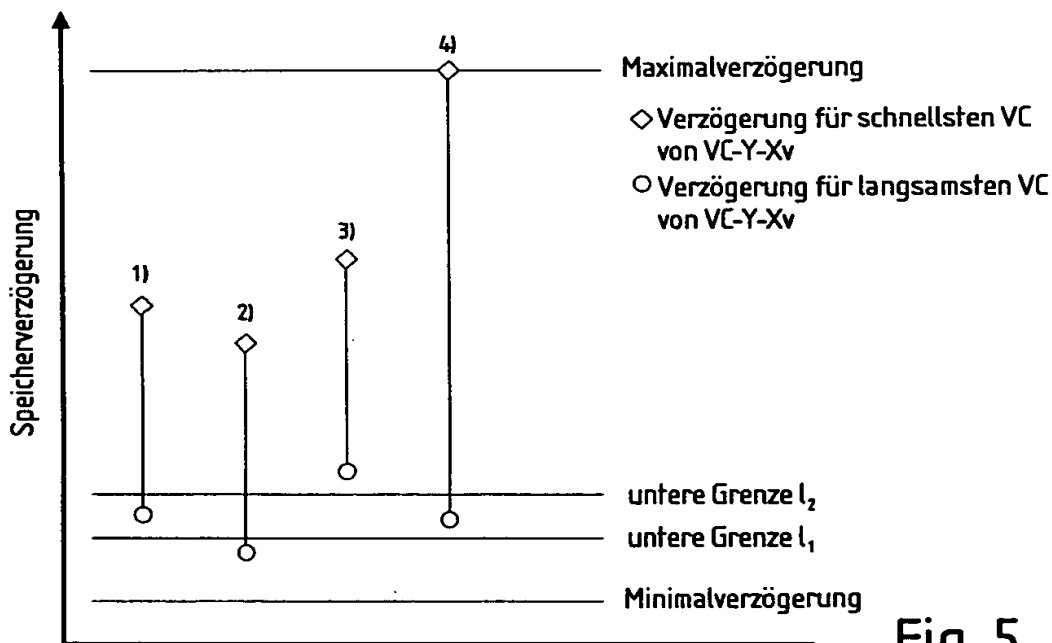 4)
Maximalverzögerung
◇ Verzögerung für schnellsten VC
von VC-Y-Xv
○ Verzögerung für langsamsten VC
von VC-Y-Xv
3)
1)
2)
Speicherverzögerung
untere Grenze l₂
untere Grenze l₁
Minimalverzögerung
Fig. 5